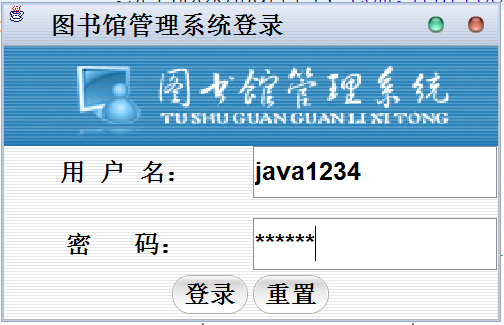 图书馆管理系统登录
图书馆管理系统
TU SHU GUAN GUAN LI XI TONG
用 户 名： java1234
密 码： ******
登录 重置